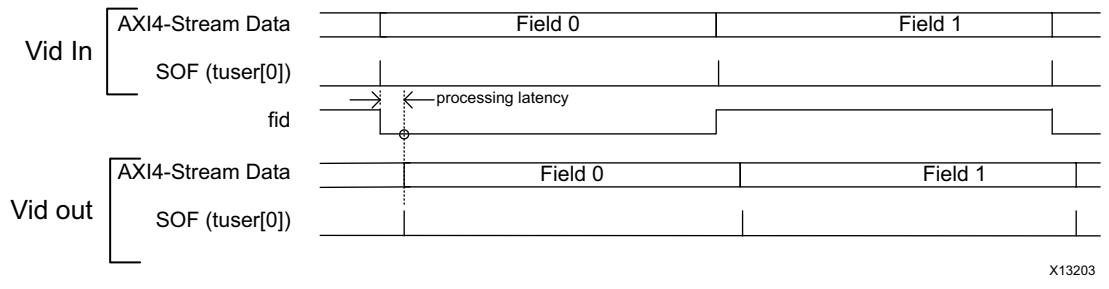 AXI4-Stream Data Field 0 Field 1
Vid In
SOF (tuser[0])
processing latency
fid
AXI4-Stream Data Field 0 Field 1
Vid out
SOF (tuser[0])
X13203